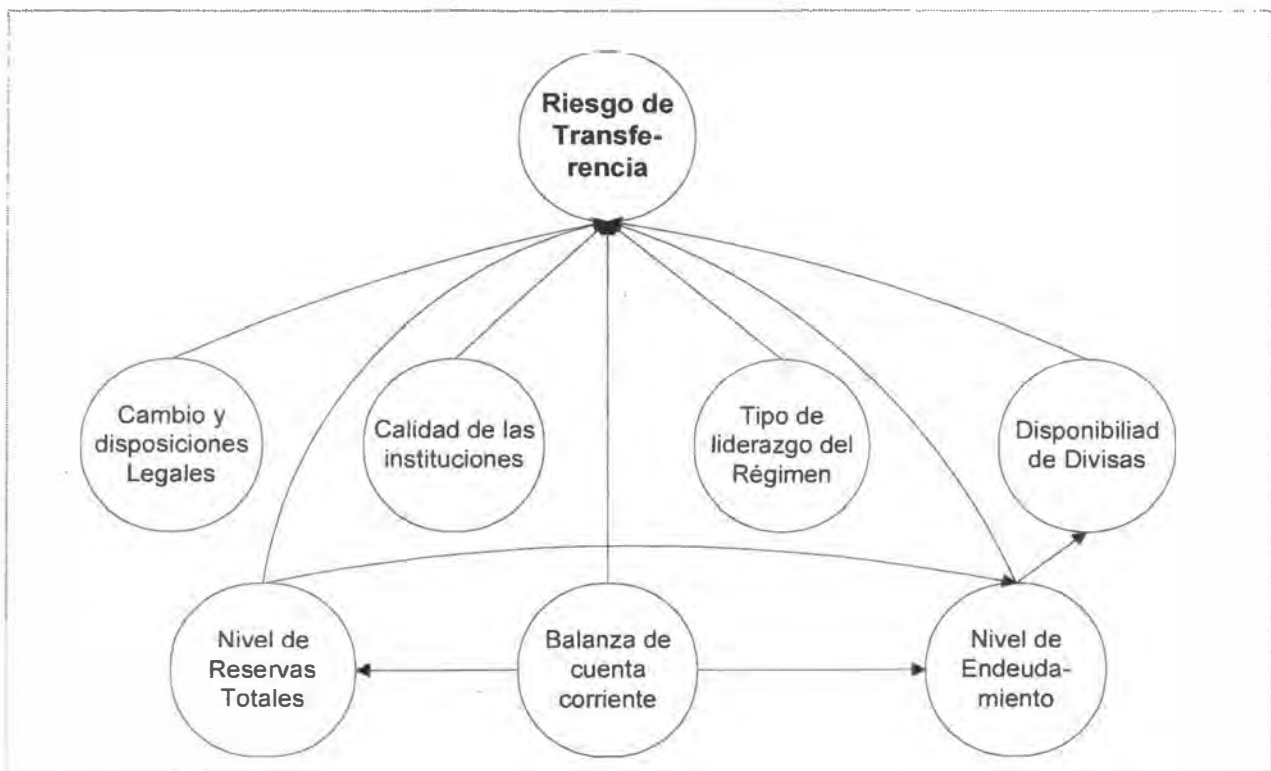 Riesgo de
Transfe-
rencia
Cambio y
disposiciones
Legales
Calidad de las
instituciones
Tipo de
liderazgo del
Régimen
Disponibiliad
de Divisas
Nivel de
Reservas
Totales
Balanza de
cuenta
corriente
Nivel de
Endeuda-
miento